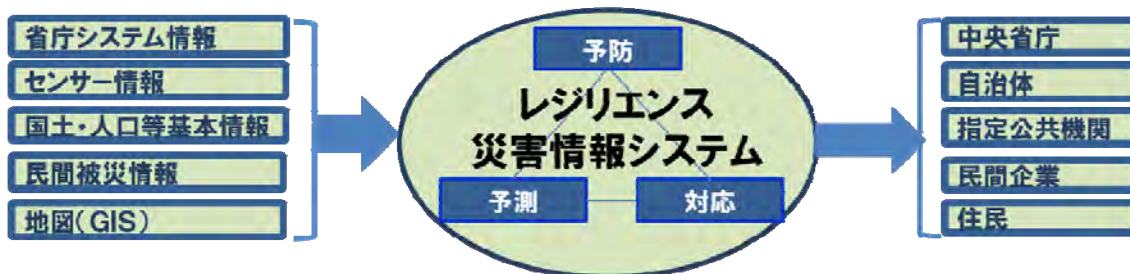 省庁システム情報
センサー情報
国土・人口等基本情報
民間被災情報
地図(GIS)
予防
レジリエンス
災害情報システム
予測
対応
中央省庁
自治体
指定公共機関
民間企業
住民